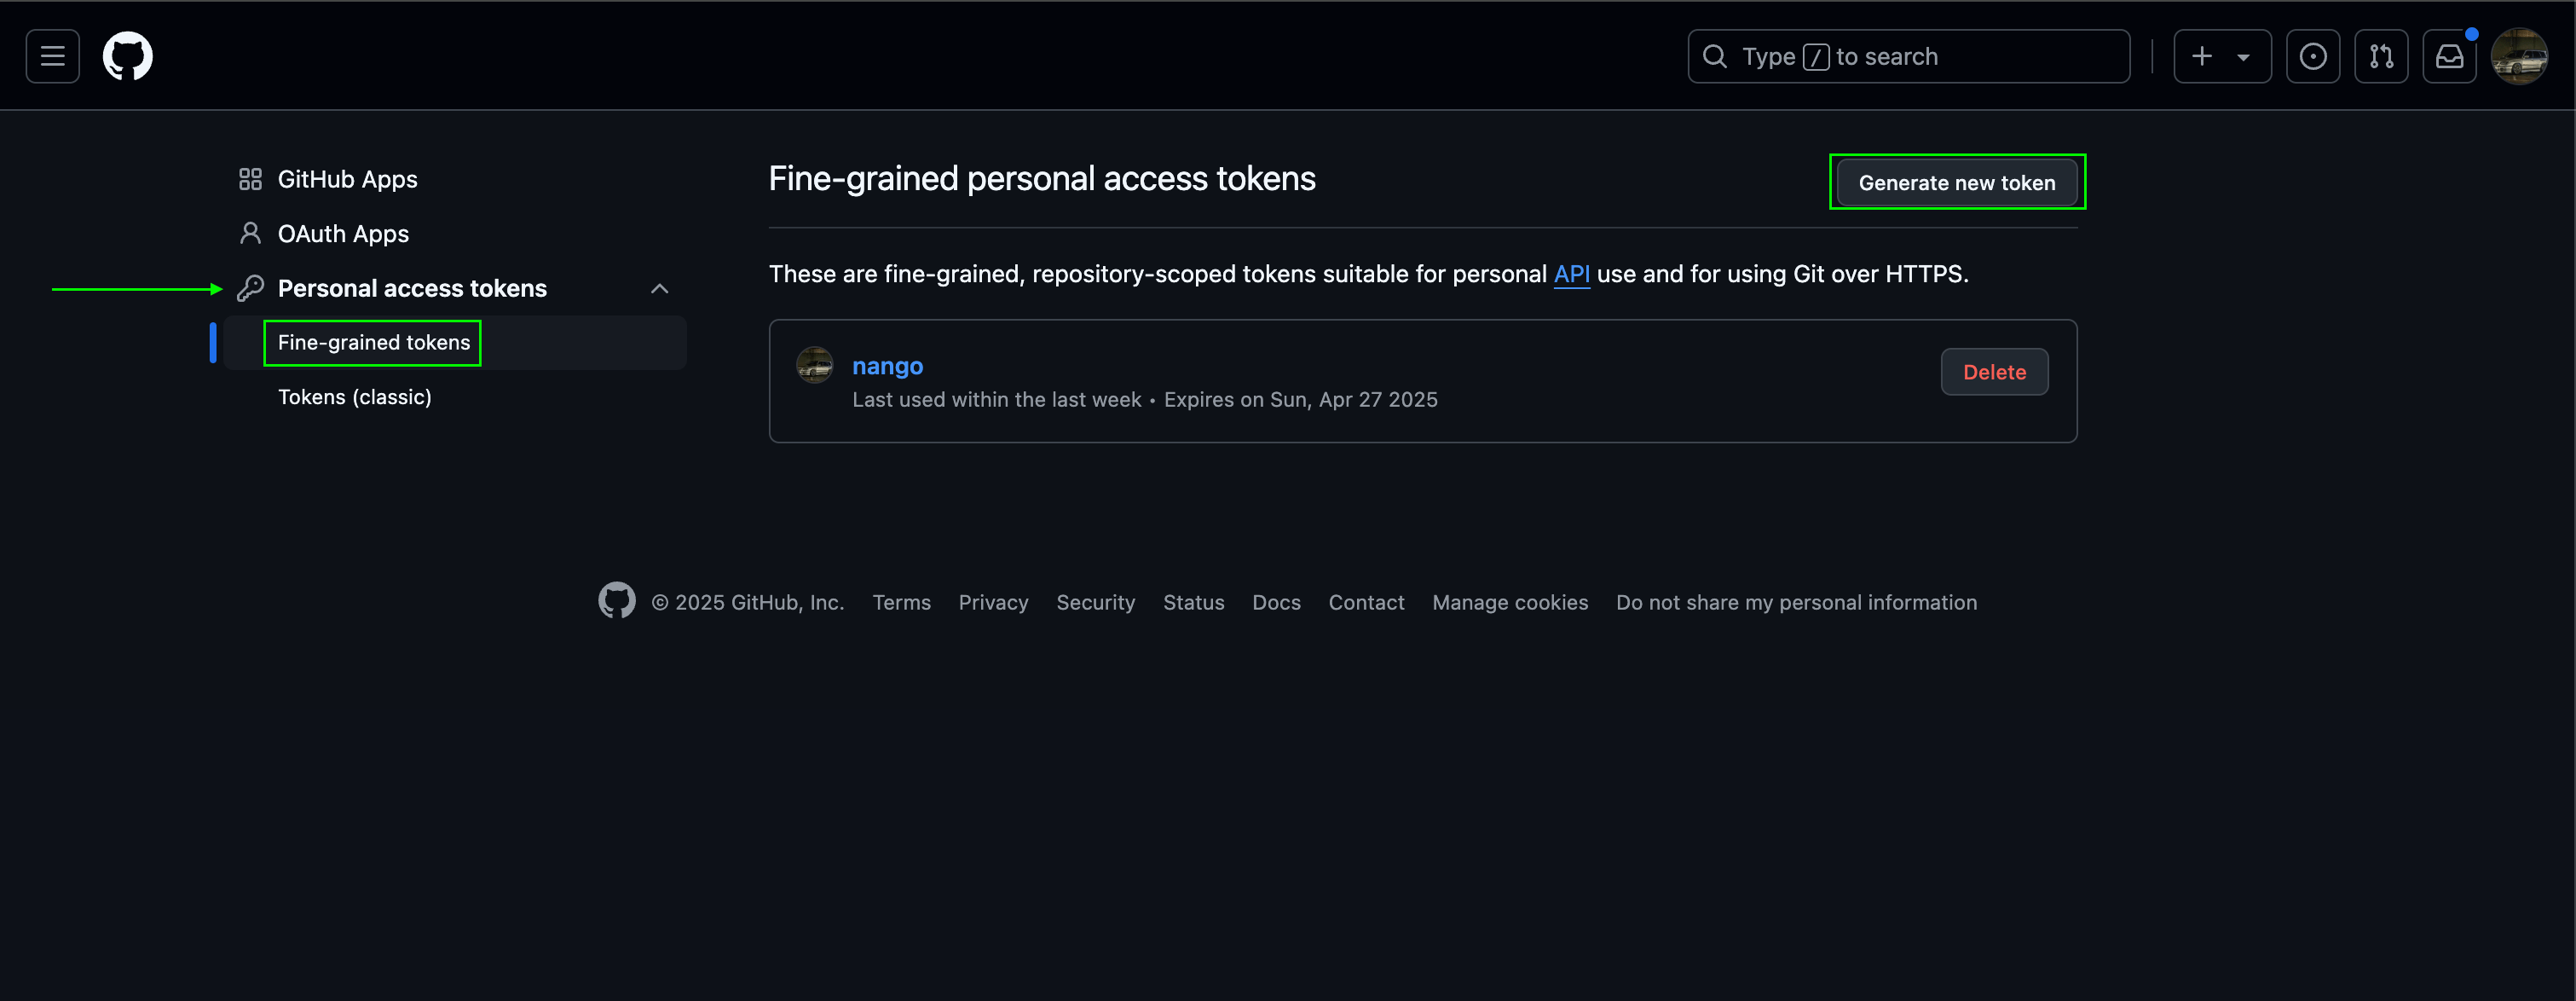 Type / to search
GitHub Apps
OAuth Apps
Personal access tokens
Fine-grained tokens
Tokens (classic)
Fine-grained personal access tokens
Generate new token
These are fine-grained, repository-scoped tokens suitable for personal API use and for using Git over HTTPS.
nango
Last used within the last week • Expires on Sun, Apr 27 2025
Delete
© 2025 GitHub, Inc. Terms Privacy Security Status Docs Contact Manage cookies Do not share my personal information